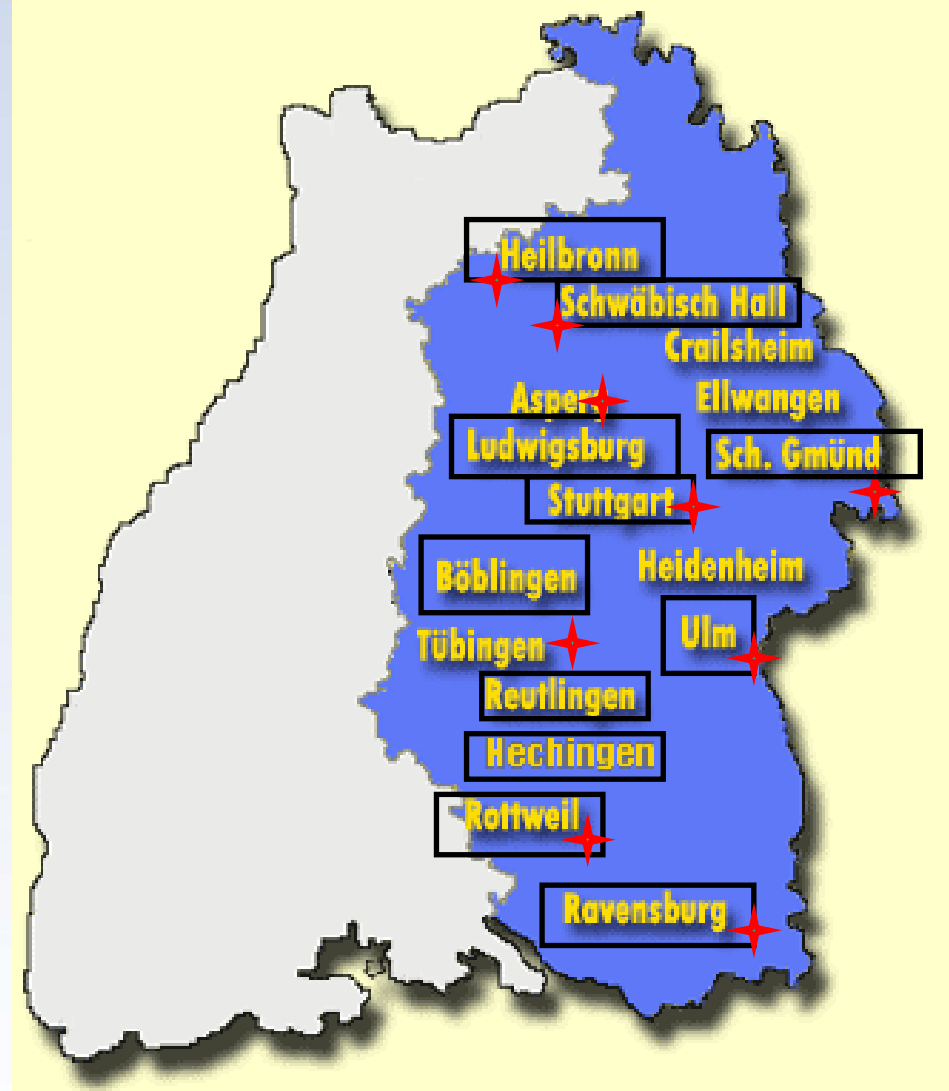 Heilbronn
Schwäbisch Hall
Crailsheim
Asperg
Ellwangen
Ludwigsburg
Sch. Gmünd
Stuttgart
Heidenheim
Böblingen
Ulm
Tübingen
Reutlingen
Hechingen
Rottweil
Ravensburg